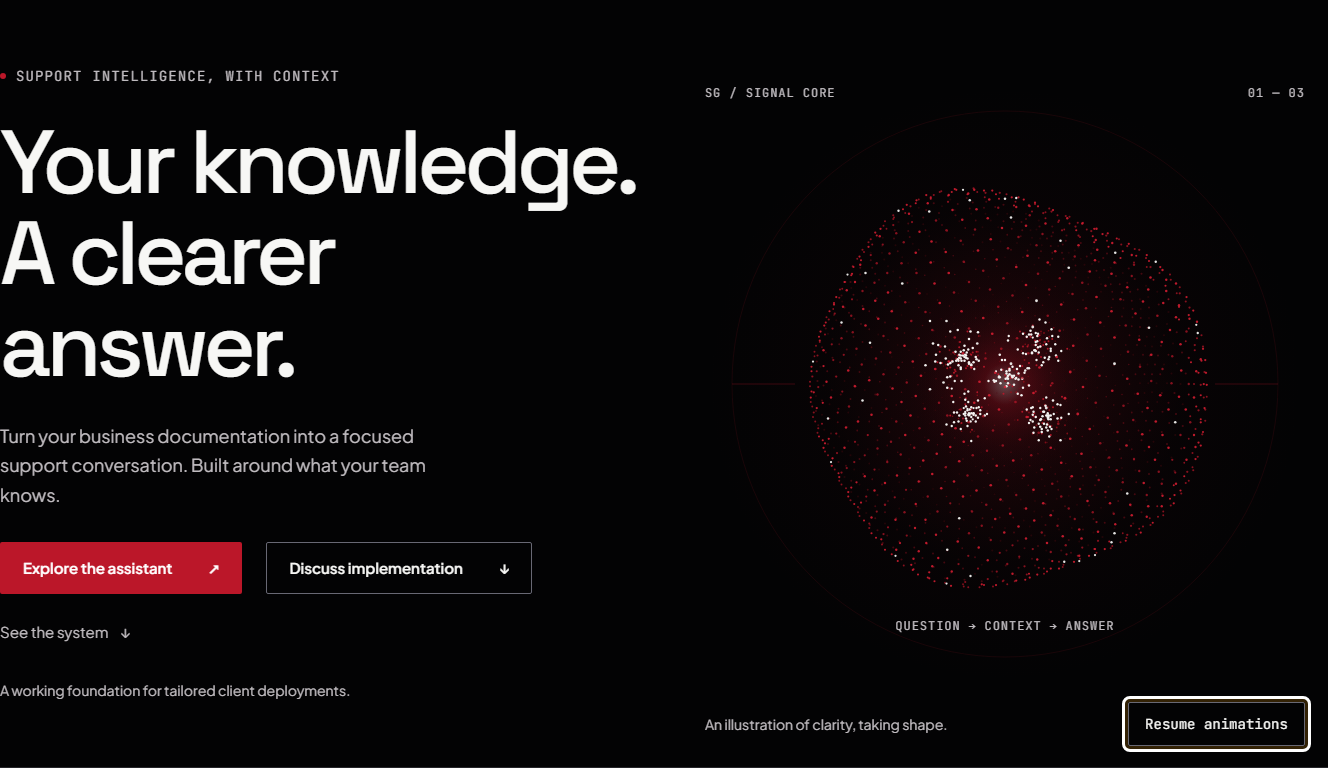 SUPPORT INTELLIGENCE, WITH CONTEXT
Your knowledge.
A clearer
answer.
Turn your business documentation into a focused
support conversation. Built around what your team
knows.
Explore the assistant ↗
Discuss implementation ↓
See the system ↓
A working foundation for tailored client deployments.
SG / SIGNAL CORE
01 — 03
QUESTION → CONTEXT → ANSWER
An illustration of clarity, taking shape.
Resume animations